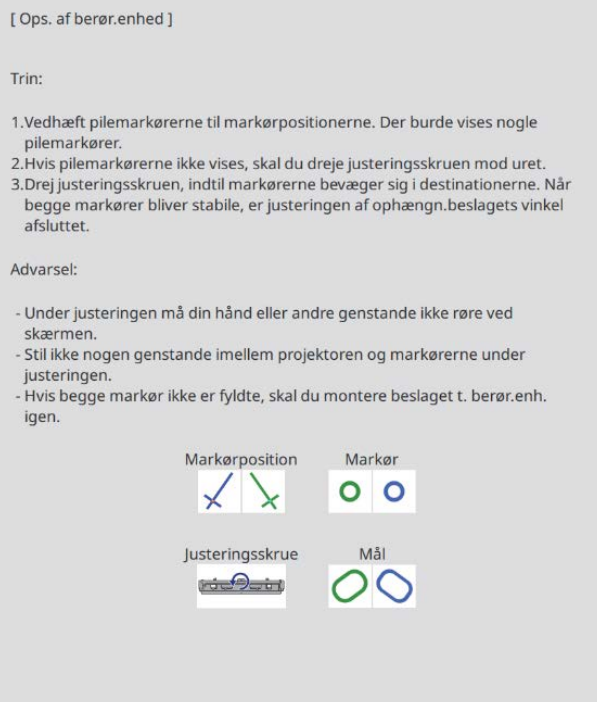 [ Ops. af berør.enhed ]
Trin:
1.Vedhæft pilemarkørerne til markørpositionerne. Der burde vises nogle
pilemarkører.
2.Hvis pilemarkørerne ikke vises, skal du dreje justeringsskruen mod uret.
3.Drej justeringsskruen, indtil markørerne bevæger sig i destinationerne. Når
begge markører bliver stabile, er justeringen af ophængn.beslagets vinkel
afsluttet.
Advarsel:
- Under justeringen må din hånd eller andre genstande ikke røre ved
skærmen.
- Stil ikke nogen genstande imellem projektoren og markørerne under
justeringen.
- Hvis begge markør ikke er fyldte, skal du montere beslaget t. berør.enh.
igen.
Markørposition Markør
Justeringsskrue Mål